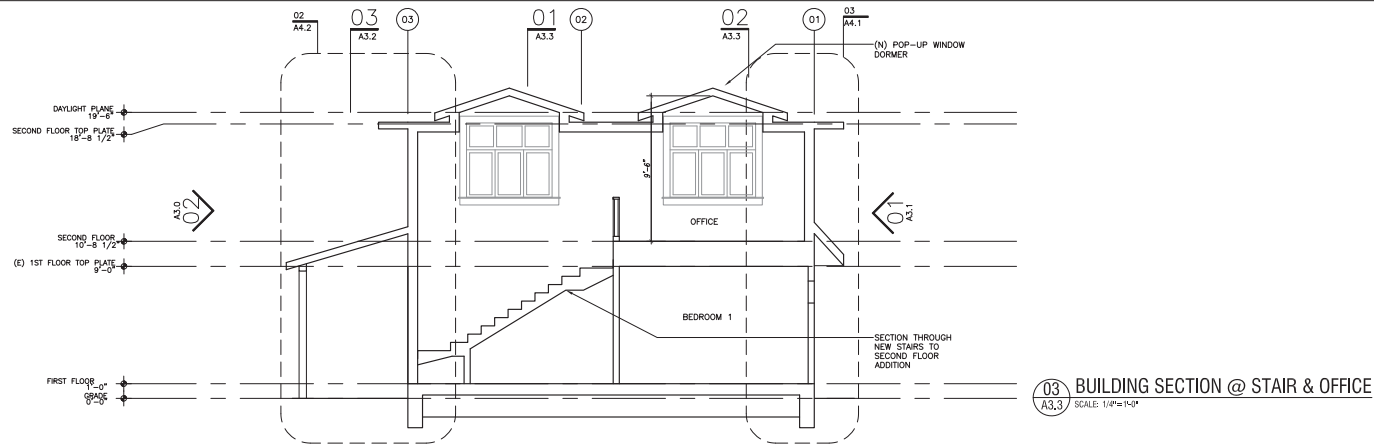 02
A4.2
03
A3.2
03
01
A3.3
02
02
A3.3
01
03
A4.1
(N) POP-UP WINDOW
DORMER
DAYLIGHT PLANE
19'-6"
SECOND FLOOR TOP PLATE
18'-8 1/2"
9'-6"
02
A3.0
01
A3.1
OFFICE
SECOND FLOOR
10'-8 1/2"
(E) 1ST FLOOR TOP PLATE
9'-0"
BEDROOM 1
SECTION THROUGH
NEW STAIRS TO
SECOND FLOOR
ADDITION
FIRST FLOOR
1'-0"
GRADE
0'-0"
03
A3.3
BUILDING SECTION @ STAIR & OFFICE
SCALE: 1/4"=1'-0"